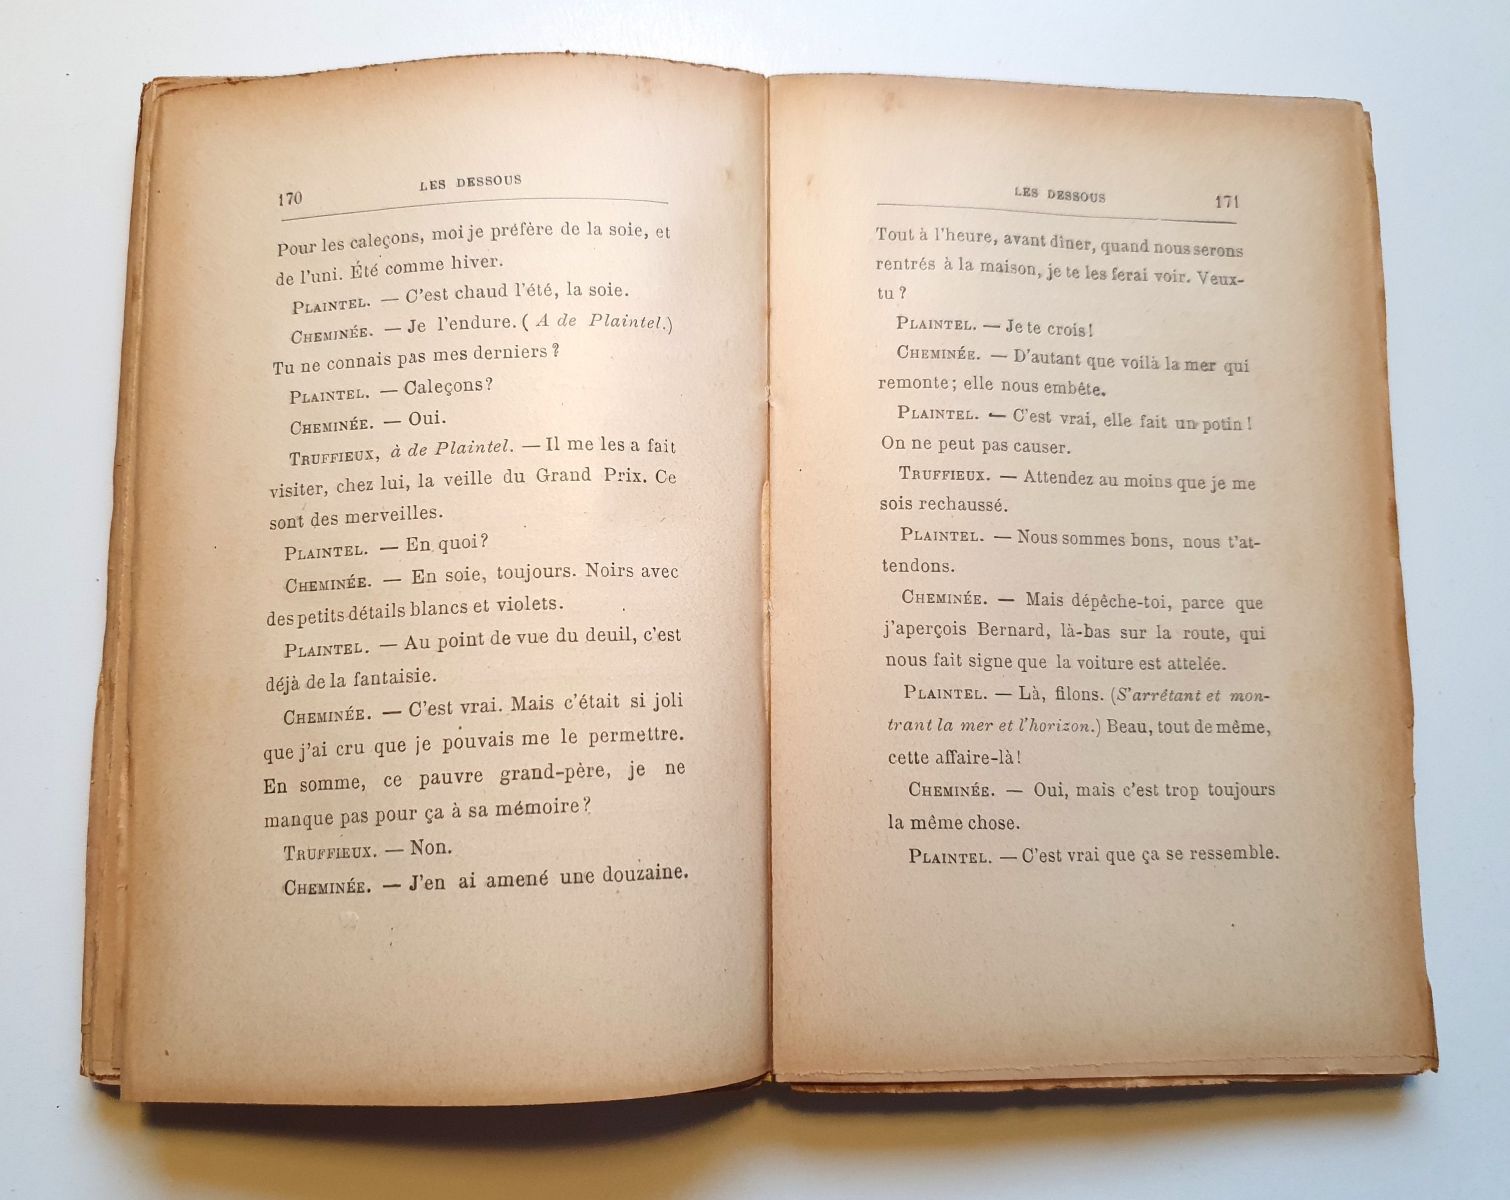 170
LES DESSOUS
Pour les caleçons, moi je préfère de la soie, et
de l'uni. Été comme hiver.
PLAINTEL. — C'est chaud l'été, la soie.
CHEMINÉE. — Je l'endure. (A de Plaintel.)
Tu ne connais pas mes derniers ?
PLAINTEL. — Caleçons ?
CHEMINÉE. — Oui.
TRUFFIEUX, à de Plaintel. — Il me les a fait
visiter, chez lui, la veille du Grand Prix. Ce
sont des merveilles.
PLAINTEL. — En quoi ?
CHEMINÉE. — En soie, toujours. Noirs avec
des petits détails blancs et violets.
PLAINTEL. — Au point de vue du deuil, c'est
déjà de la fantaisie.
CHEMINÉE. — C'est vrai. Mais c'était si joli
que j'ai cru que je pouvais me le permettre.
En somme, ce pauvre grand-père, je ne
manque pas pour ça à sa mémoire ?
TRUFFIEUX. — Non.
CHEMINÉE. — J'en ai amené une douzaine.
LES DESSOUS
171
Tout à l'heure, avant dîner, quand nous serons
rentrés à la maison, je te les ferai voir. Veux-
tu ?
PLAINTEL. — Je te crois !
CHEMINÉE. — D'autant que voilà la mer qui
remonte ; elle nous embête.
PLAINTEL. — C'est vrai, elle fait un potin !
On ne peut pas causer.
TRUFFIEUX. — Attendez au moins que je me
sois rechaussé.
PLAINTEL. — Nous sommes bons, nous t'at-
tendons.
CHEMINÉE. — Mais dépêche-toi, parce que
j'aperçois Bernard, là-bas sur la route, qui
nous fait signe que la voiture est attelée.
PLAINTEL. — Là, filons. (S'arrêtant et mon-
trant la mer et l'horizon.) Beau, tout de même,
cette affaire-là !
CHEMINÉE. — Oui, mais c'est trop toujours
la même chose.
PLAINTEL. — C'est vrai que ça se ressemble.